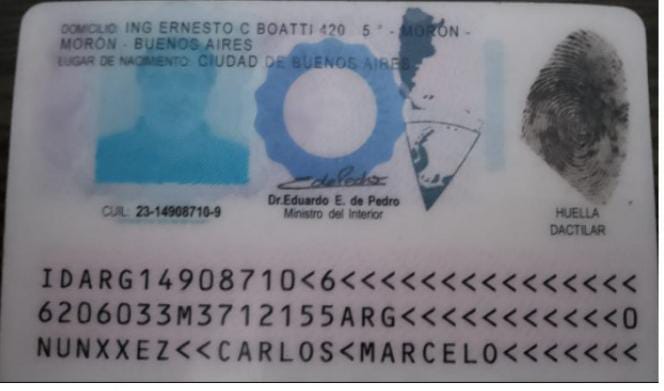 DOMICILIO: ING ERNESTO C BOATTI 420 5 ° - MORÓN -
MORÓN - BUENOS AIRES
LUGAR DE NACIMIENTO: CIUDAD DE BUENOS AIRES
Dr. Eduardo E. de Pedro
Ministro del Interior
CUIL: 23-14908710-9
HUELLA
DACTILAR
IDARG14908710<6<<<<<<<<<<<<<<<
6206033M3712155ARG<<<<<<<<<<<0
NUNXXEZ<<CARLOS<MARCELO<<<<<<<